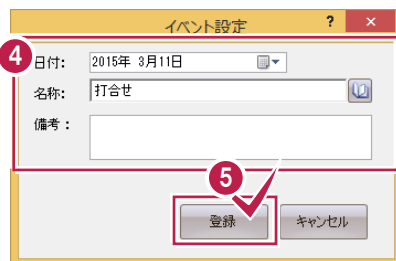 イベント設定 ? ×
4
日付: 2015年 3月11日
名称: 打合せ
備考:
5
登録 キャンセル